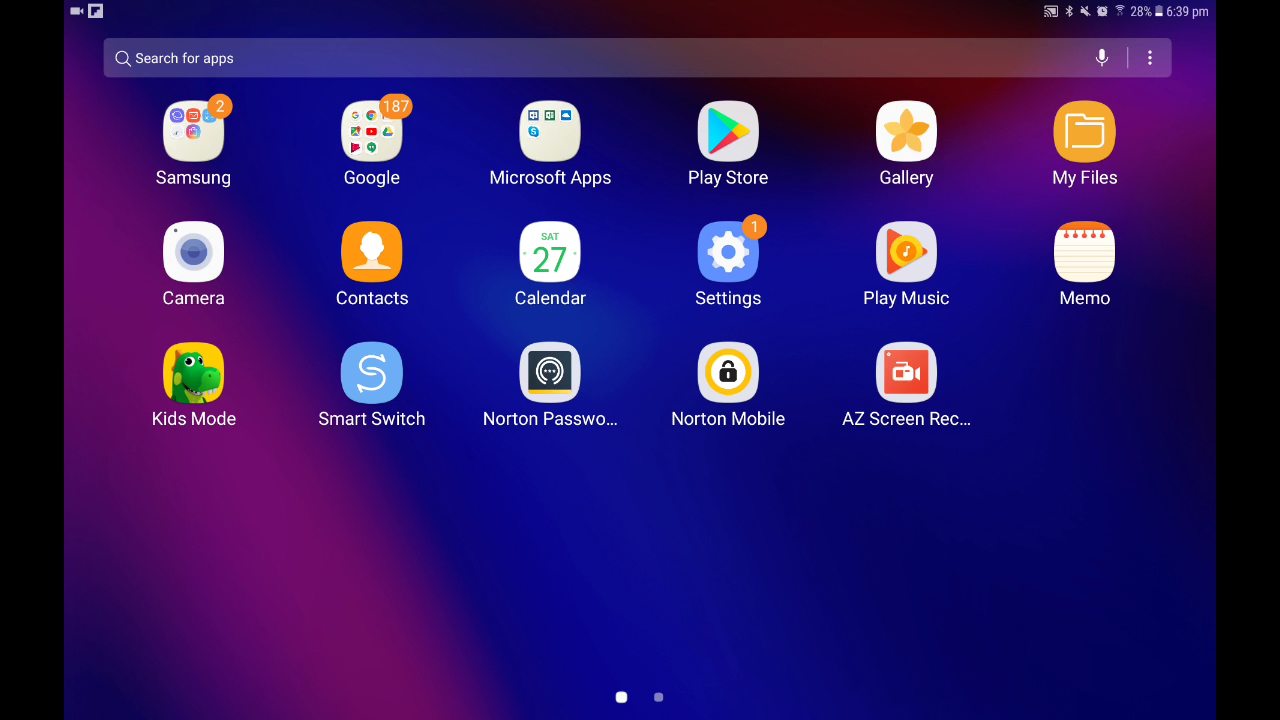 28% 6:39 pm
Search for apps
2
187
Samsung
Google
Microsoft Apps
Play Store
Gallery
My Files
SAT
27
1
Camera
Contacts
Calendar
Settings
Play Music
Memo
Kids Mode
Smart Switch
Norton Passwo...
Norton Mobile
AZ Screen Rec...